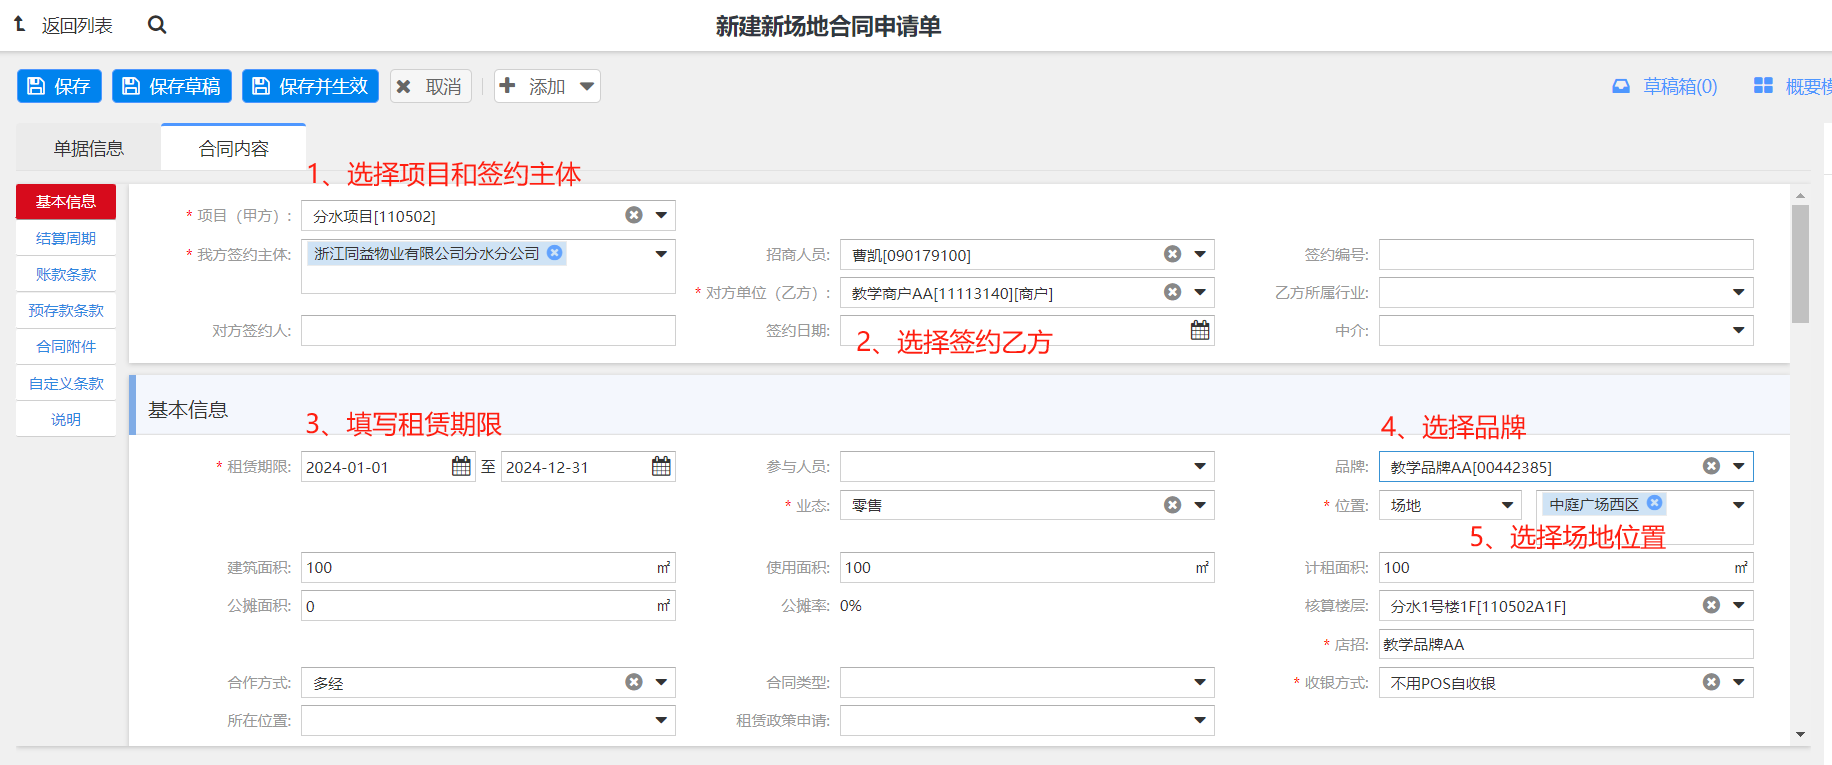 返回列表
新建新场地合同申请单
保存
保存草稿
保存并生效
取消
添加
草稿箱(0)
概要模
单据信息
合同内容
1、选择项目和签约主体
基本信息
结算周期
账款条款
预存款条款
合同附件
自定义条款
说明
* 项目（甲方）: 分水项目[110502]
* 我方签约主体: 浙江同益物业有限公司分水分公司
招商人员: 曹凯[090179100]
签约编号:
* 对方单位（乙方）: 教学商户AA[11113140][商户]
乙方所属行业:
对方签约人:
签约日期:
中介:
2、选择签约乙方
基本信息
3、填写租赁期限
4、选择品牌
* 租赁期限: 2024-01-01 至 2024-12-31
参与人员:
品牌: 教学品牌AA[00442385]
* 业态: 零售
* 位置: 场地 中庭广场西区
5、选择场地位置
建筑面积: 100 ㎡
使用面积: 100 ㎡
计租面积: 100 ㎡
公摊面积: 0 ㎡
公摊率: 0%
核算楼层: 分水1号楼1F[110502A1F]
* 店招: 教学品牌AA
合作方式: 多经
合同类型:
* 收银方式: 不用POS自收银
所在位置:
租赁政策申请: